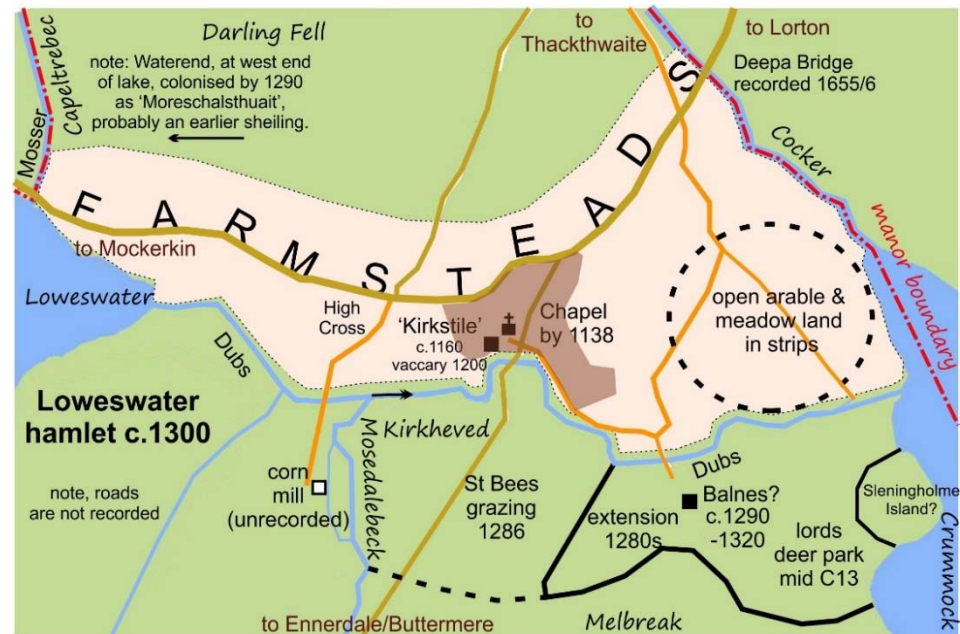 Darling Fell
note: Waterend, at west end
of lake, colonised by 1290
as 'Moreschalsthuait',
probably an earlier sheiling.
to
Thackthwaite
to Lorton
Deepa Bridge
recorded 1655/6
Mosser
Capeltrebec
Cocker
manor boundary
FARMSTEADS
to Mockerkin
Loweswater
High
Cross
'Kirkstile'
c.1160
vaccary 1200
Chapel
by 1138
open arable &
meadow land
in strips
Dubs
Loweswater
hamlet c.1300
note, roads
are not recorded
corn
mill
(unrecorded)
Mosedalebeck
Kirkheved
St Bees
grazing
1286
Dubs
extension
1280s
Balnes?
c.1290
-1320
lords
deer park
mid C13
Sleningholme
Island?
Crummock
to Ennerdale/Buttermere
Melbreak